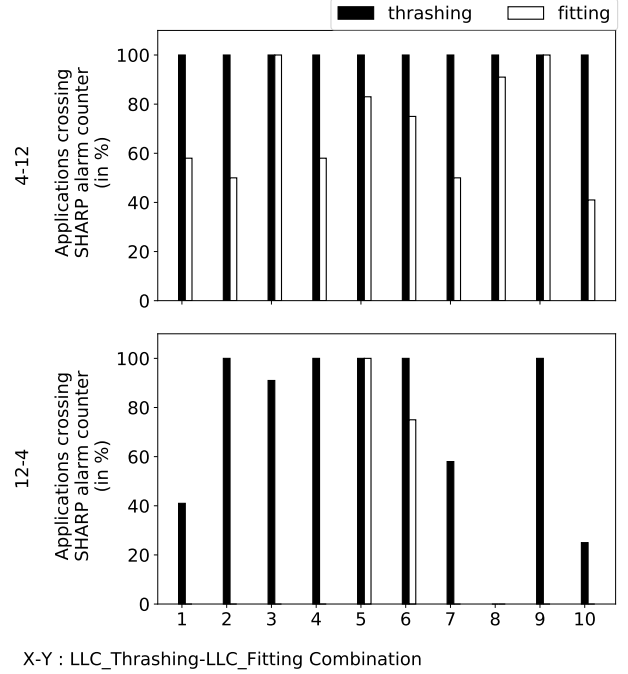 thrashing fitting
4-12
Applications crossing
SHARP alarm counter
(in %)
100
80
60
40
20
0
12-4
Applications crossing
SHARP alarm counter
(in %)
100
80
60
40
20
0
1 2 3 4 5 6 7 8 9 10
X-Y : LLC_Thrashing-LLC_Fitting Combination